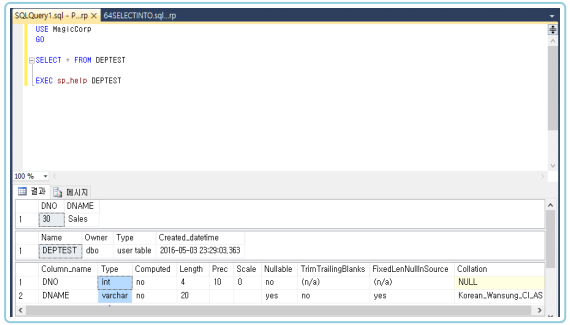 SQLQuery1.sql - P...rp × 64SELECTINTO.sql...rp
USE MagicCorp
GO
SELECT * FROM DEPTEST
EXEC sp_help DEPTEST
100 %
결과 메시지
DNO DNAME
1 30 Sales
Name Owner Type Created_datetime
1 DEPTEST dbo user table 2016-05-03 23:29:03,363
Column_name Type Computed Length Prec Scale Nullable TrimTrailingBlanks FixedLenNullInSource Collation
1 DNO int no 4 10 0 no (n/a) (n/a) NULL
2 DNAME varchar no 20 yes no yes Korean_Wansung_CI_AS